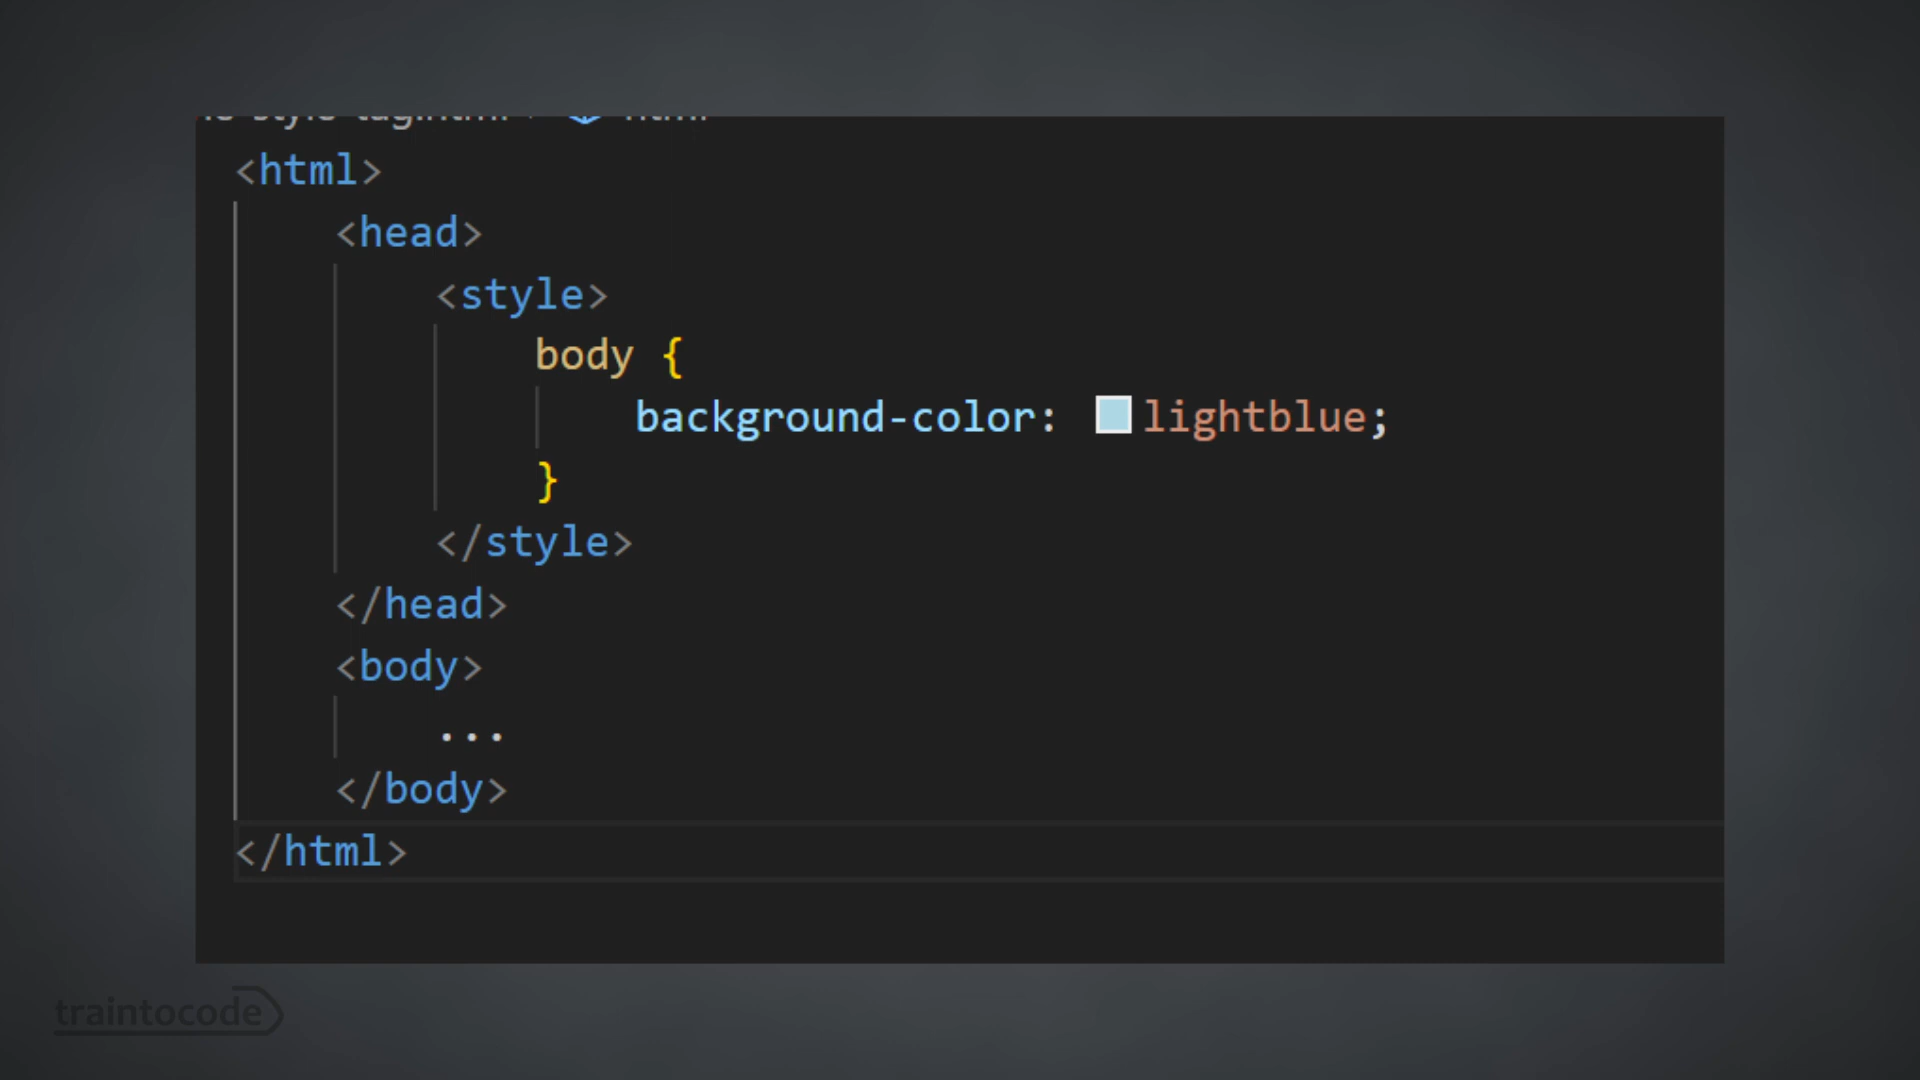 <html>
<head>
<style>
body {
background-color: lightblue;
}
</style>
</head>
<body>
...
</body>
</html>
traintocode